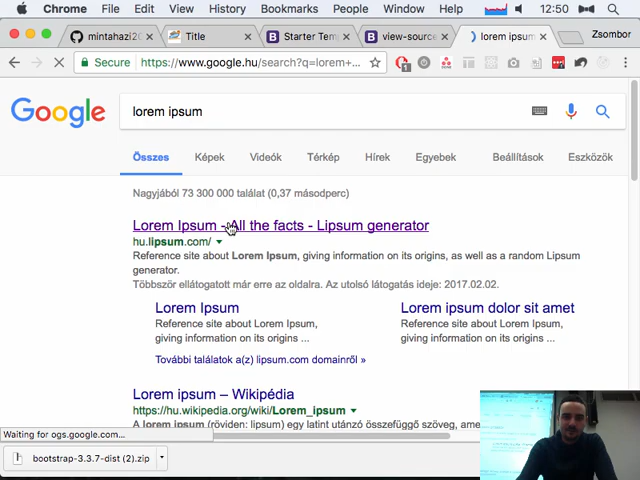 Chrome File Edit View History Bookmarks People Window Help 12:50
mintahazi20
Title
Starter Temp
view-source
lorem ipsum
Zsombor
Secure https://www.google.hu/search?q=lorem+...
Google
lorem ipsum
Összes Képek Videók Térkép Hírek Egyebek Beállítások Eszközök
Nagyjából 73 300 000 találat (0,37 másodperc)
Lorem Ipsum - All the facts - Lipsum generator
hu.lipsum.com/
Reference site about Lorem Ipsum, giving information on its origins, as well as a random Lipsum
generator.
Többször ellátogatott már erre az oldalra. Az utolsó látogatás ideje: 2017.02.02.
Lorem Ipsum
Reference site about Lorem Ipsum,
giving information on its origins ...
Lorem ipsum dolor sit amet
Reference site about Lorem Ipsum,
giving information on its origins ...
További találatok a(z) lipsum.com domainről »
Lorem ipsum – Wikipédia
https://hu.wikipedia.org/wiki/Lorem_ipsum
A lorem ipsum (röviden: lipsum) egy latint utánzó összefüggő szöveg, ame
Waiting for ogs.google.com...
bootstrap-3.3.7-dist (2).zip